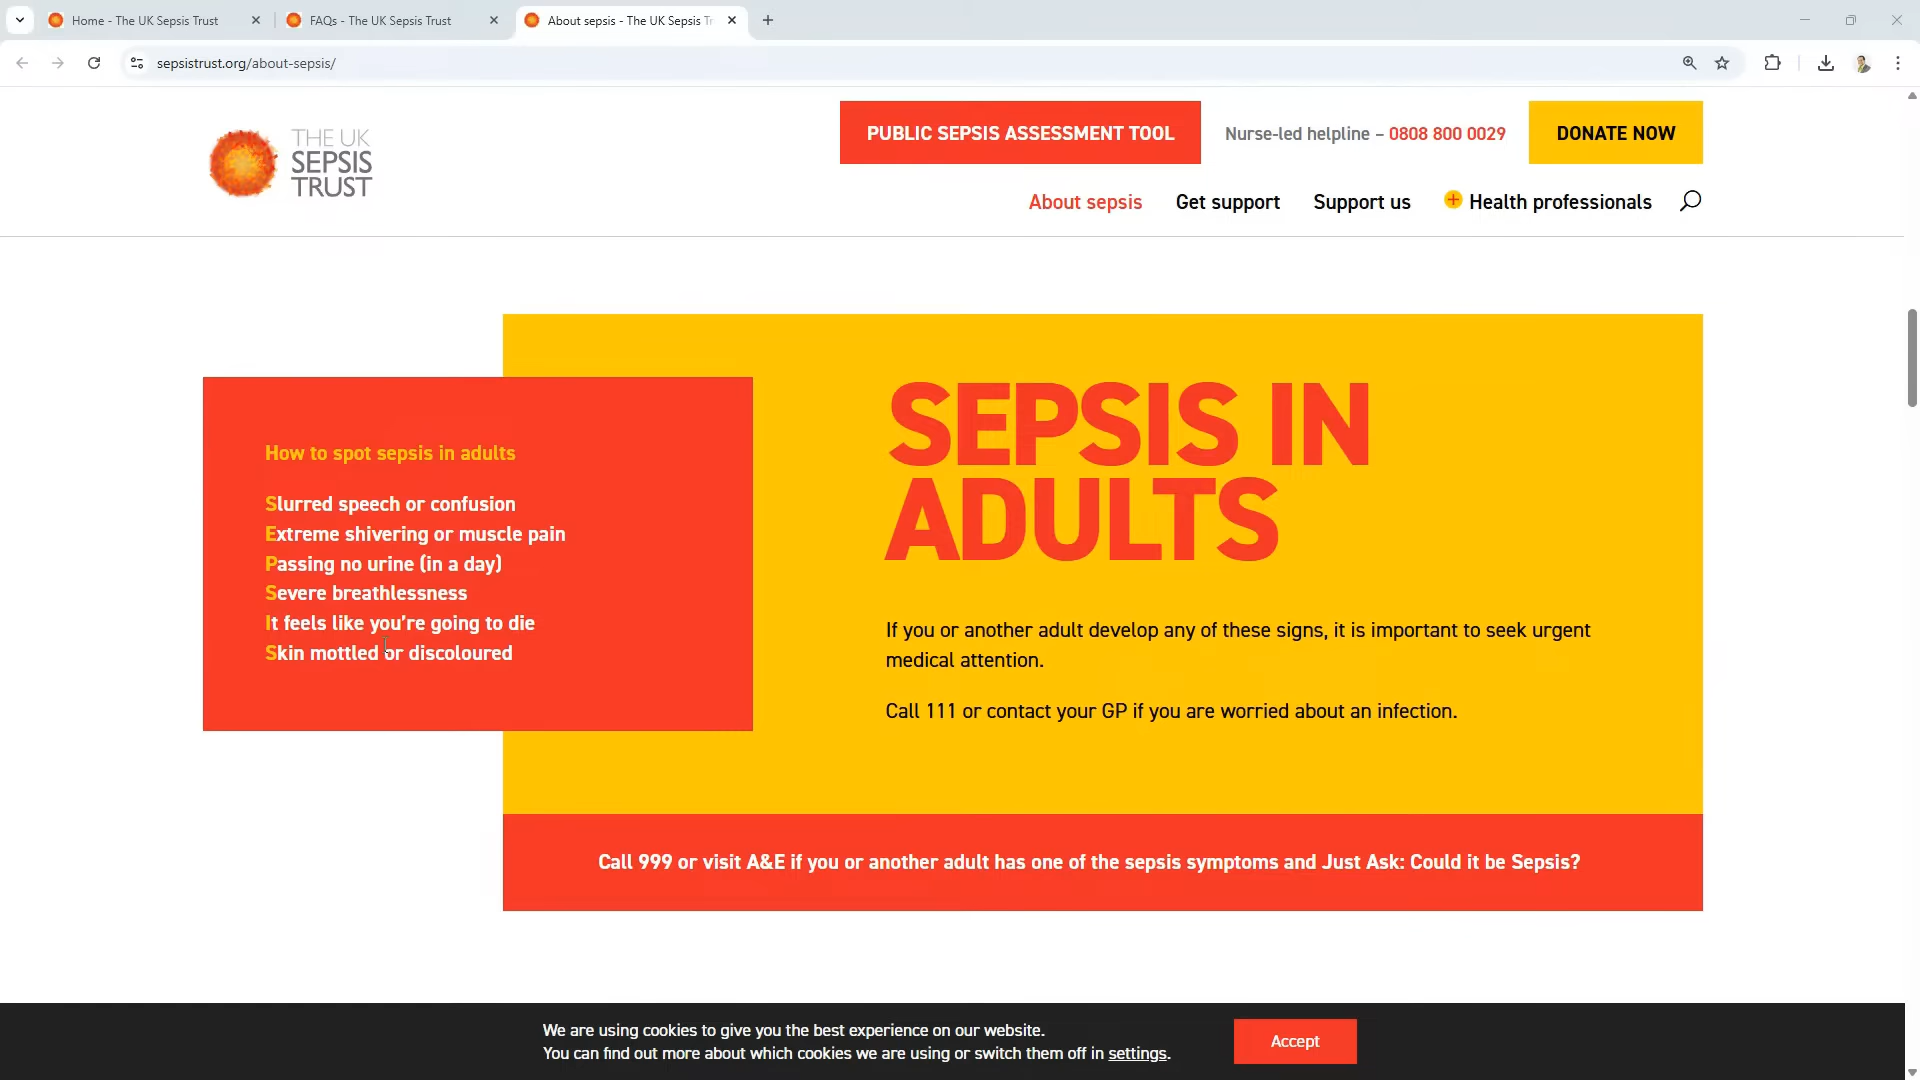 Home - The UK Sepsis Trust
FAQs - The UK Sepsis Trust
About sepsis - The UK Sepsis Tr
sepsistrust.org/about-sepsis/
THE UK
SEPSIS
TRUST
PUBLIC SEPSIS ASSESSMENT TOOL
Nurse-led helpline – 0808 800 0029
DONATE NOW
About sepsis
Get support
Support us
Health professionals
How to spot sepsis in adults
Slurred speech or confusion
Extreme shivering or muscle pain
Passing no urine (in a day)
Severe breathlessness
It feels like you’re going to die
Skin mottled or discoloured
SEPSIS IN
ADULTS
If you or another adult develop any of these signs, it is important to seek urgent
medical attention.
Call 111 or contact your GP if you are worried about an infection.
Call 999 or visit A&E if you or another adult has one of the sepsis symptoms and Just Ask: Could it be Sepsis?
We are using cookies to give you the best experience on our website.
You can find out more about which cookies we are using or switch them off in settings.
Accept